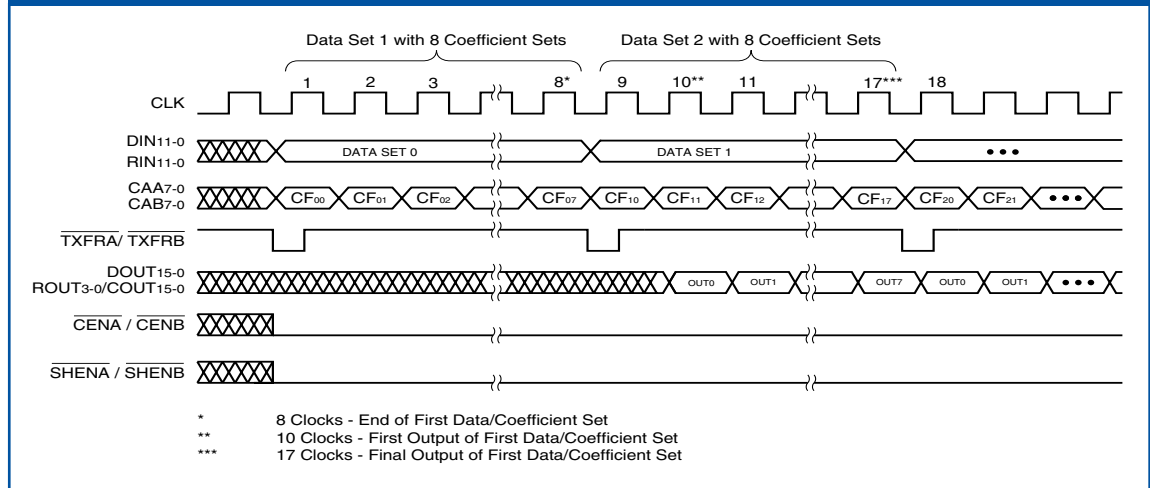 Data Set 1 with 8 Coefficient Sets Data Set 2 with 8 Coefficient Sets
1 2 3 8* 9 10** 11 17*** 18
CLK
DIN11-0
RIN11-0
DATA SET 0 DATA SET 1 •••
CAA7-0
CAB7-0
CF00 CF01 CF02 CF07 CF10 CF11 CF12 CF17 CF20 CF21 •••
TXFRA/ TXFRB
DOUT15-0
ROUT3-0/COUT15-0
OUT0 OUT1 OUT7 OUT0 OUT1 •••
CENA / CENB
SHENA / SHENB
* 8 Clocks - End of First Data/Coefficient Set
** 10 Clocks - First Output of First Data/Coefficient Set
*** 17 Clocks - Final Output of First Data/Coefficient Set